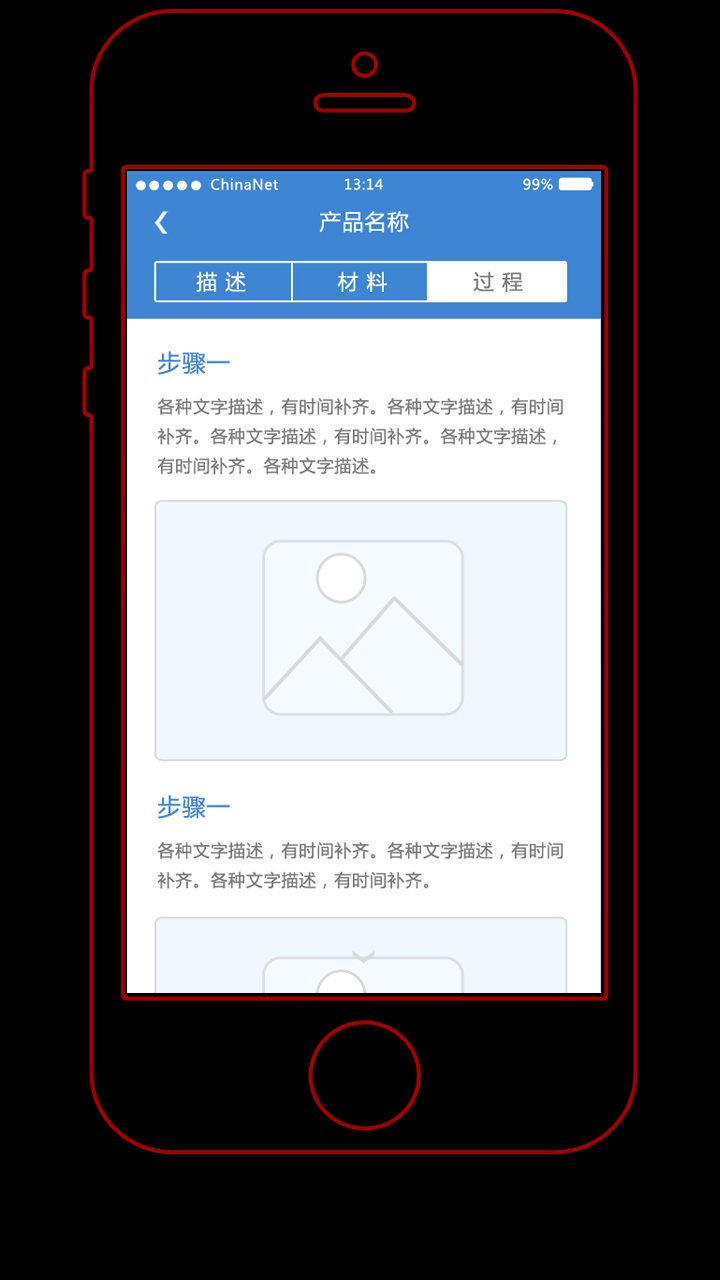 ChinaNet 13:14 99%
产品名称
描述 材料 过程
步骤一
各种文字描述，有时间补齐。各种文字描述，有时间
补齐。各种文字描述，有时间补齐。各种文字描述，
有时间补齐。各种文字描述。
步骤一
各种文字描述，有时间补齐。各种文字描述，有时间
补齐。各种文字描述，有时间补齐。